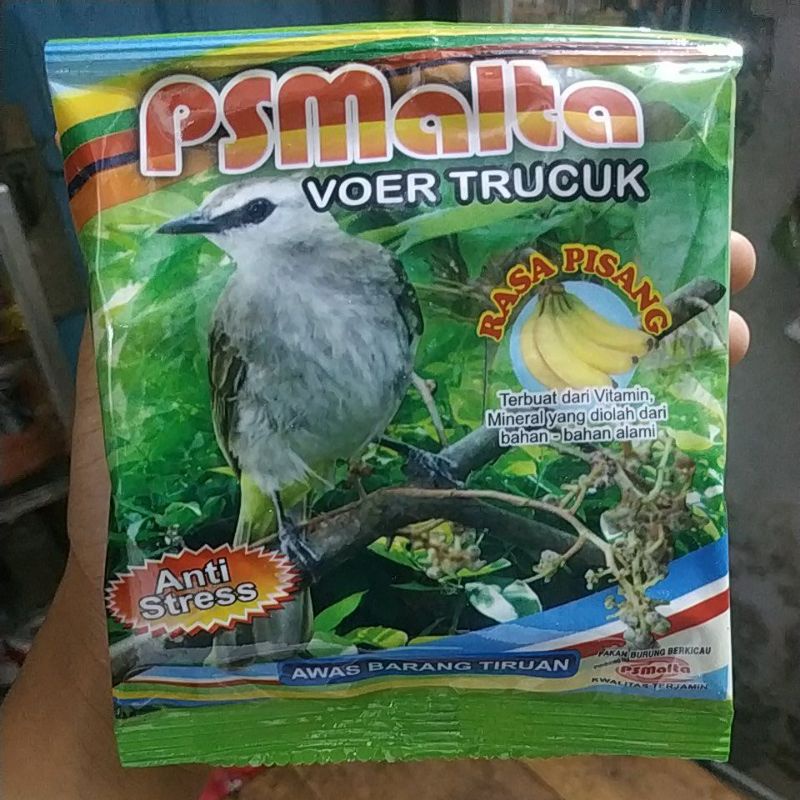 PSMalta
VOER TRUCUK
RASA PISANG
Terbuat dari Vitamin,
Mineral yang diolah dari
bahan - bahan alami
Anti
Stress
AWAS BARANG TIRUAN
PAKAN BURUNG BERKICAU
PSMalta
KWALITAS TERJAMIN